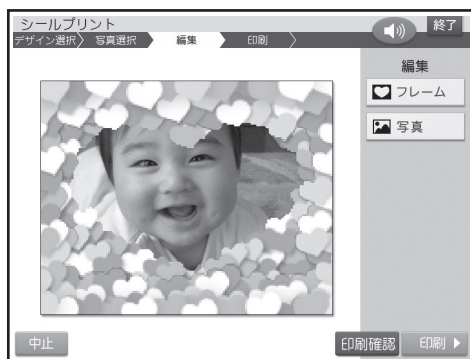 シールプリント
終了
デザイン選択 写真選択 編集 印刷
編集
フレーム
写真
中止
印刷確認 印刷